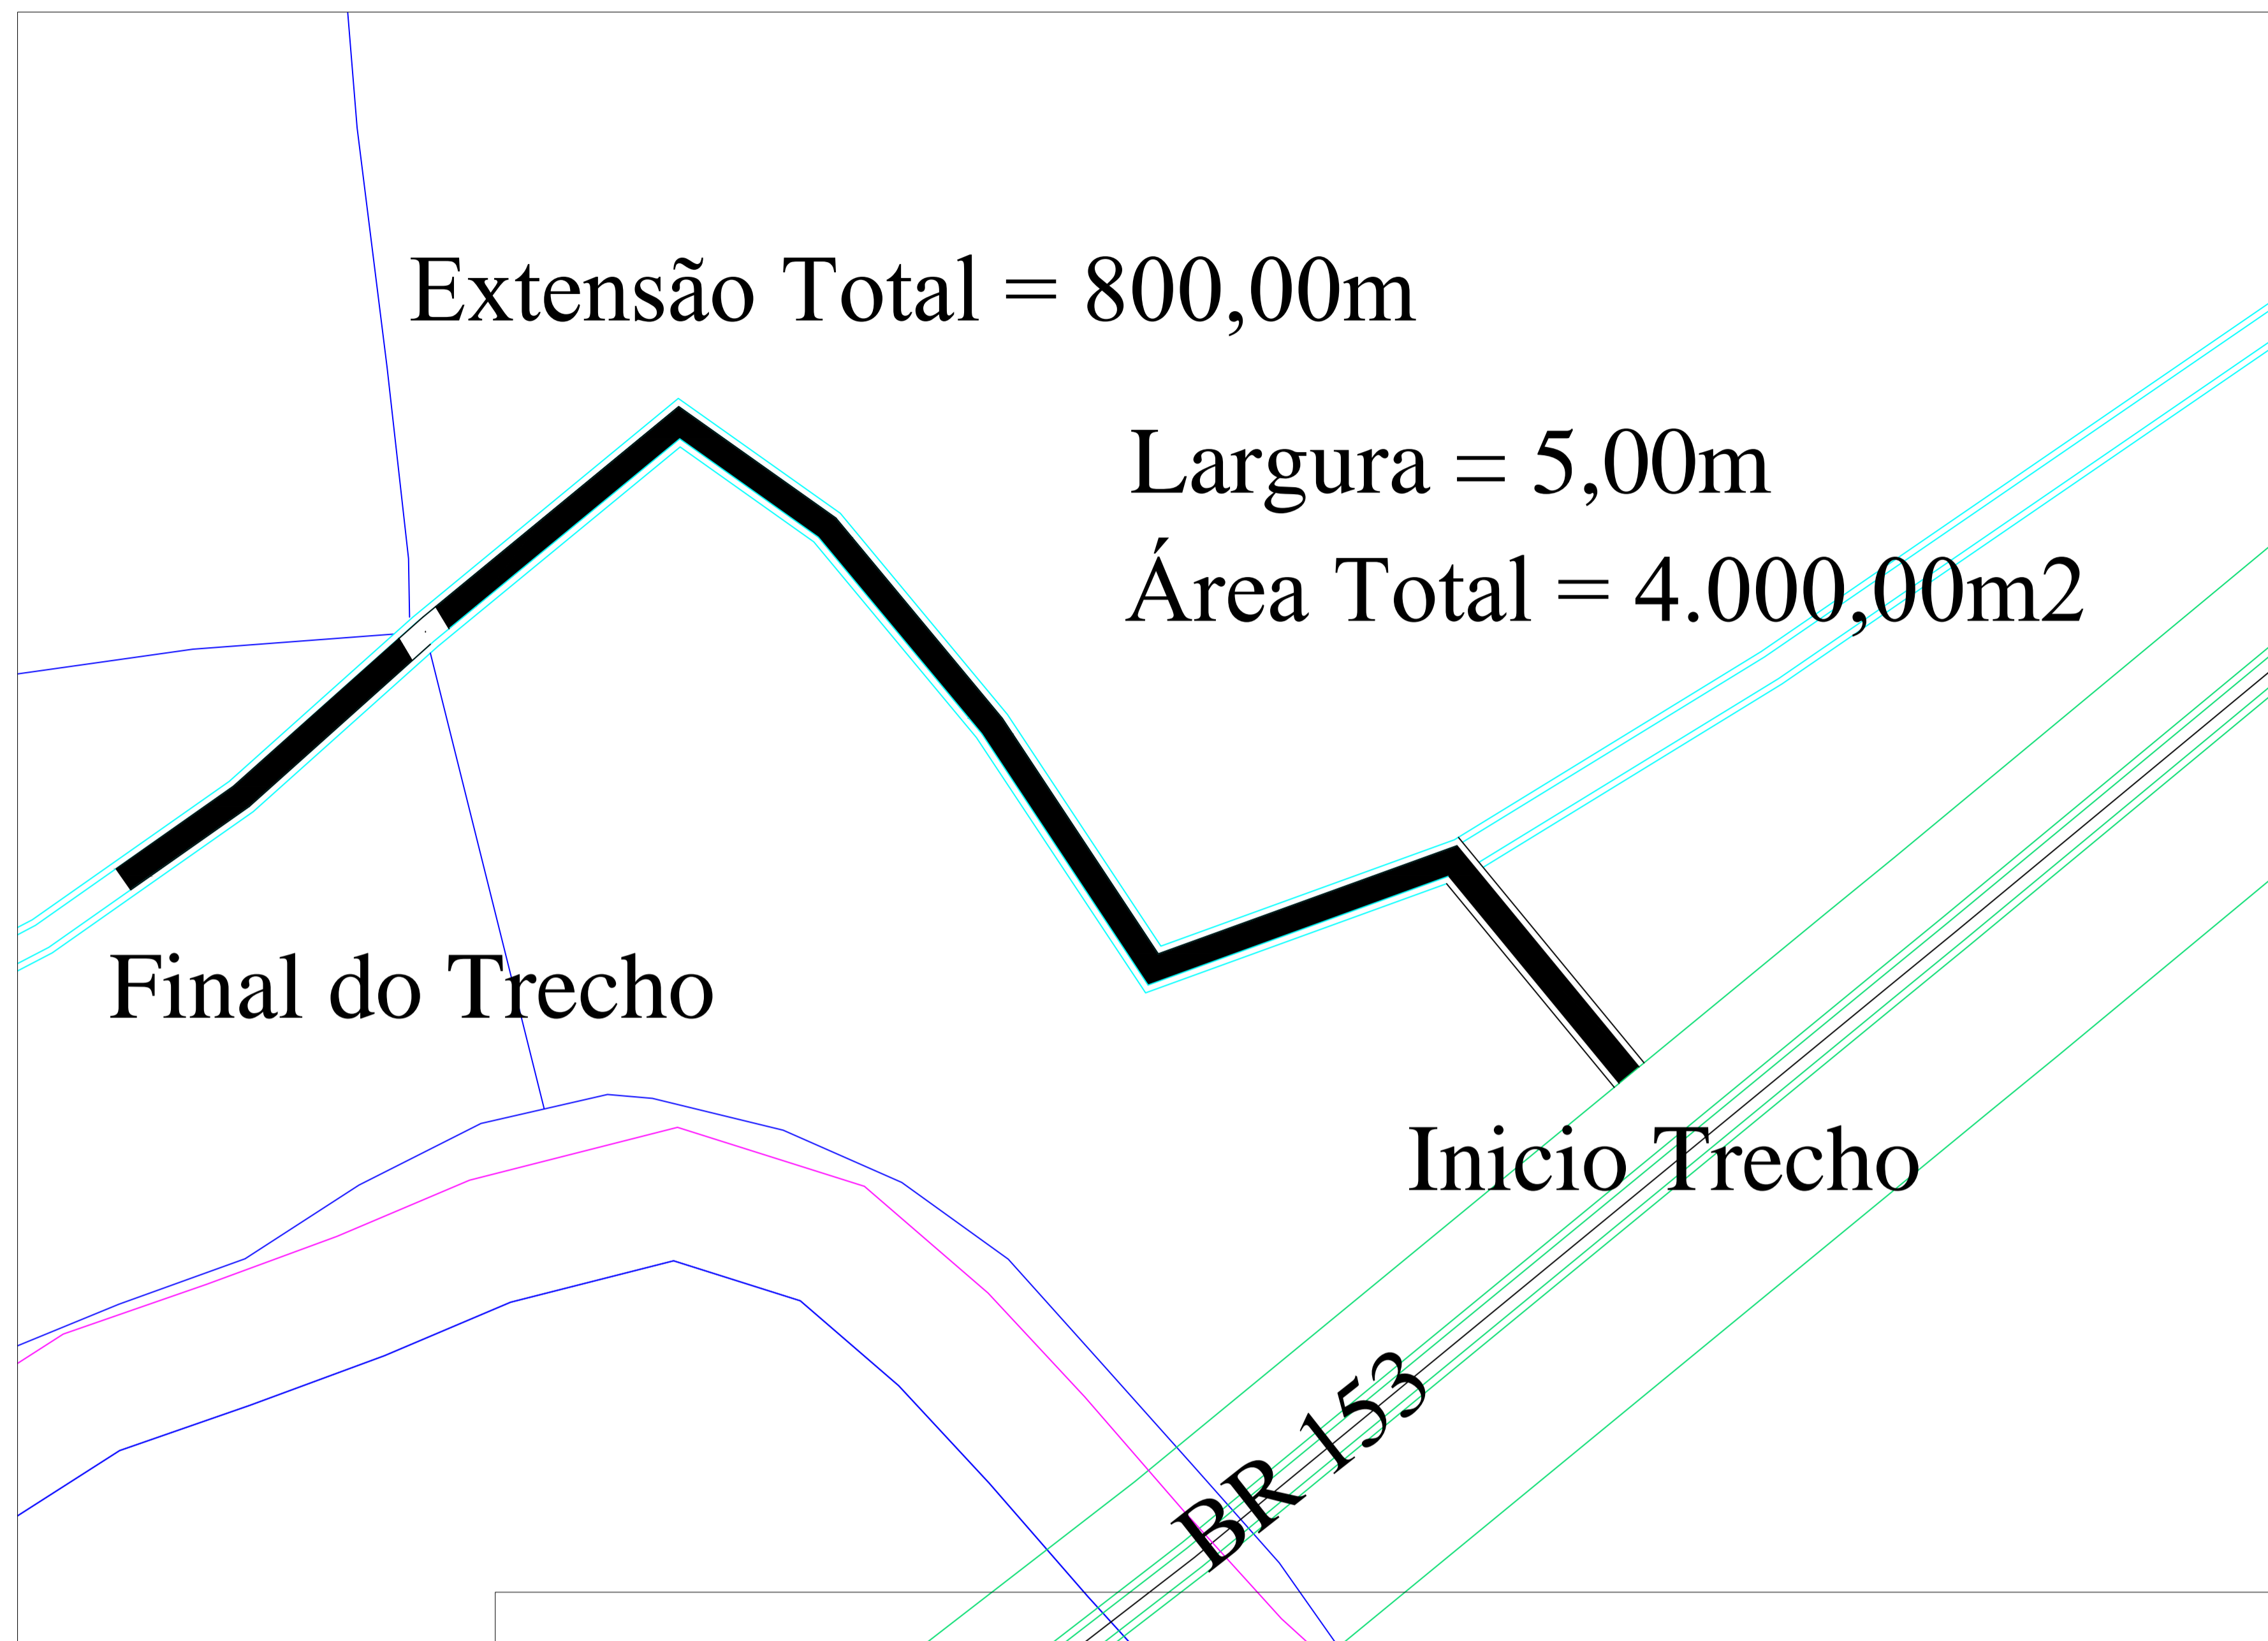 Extensão Total = 800,00m
Largura = 5,00m
Área Total = 4.000,00m2
Final do Trecho
Inicio Trecho
BR 153